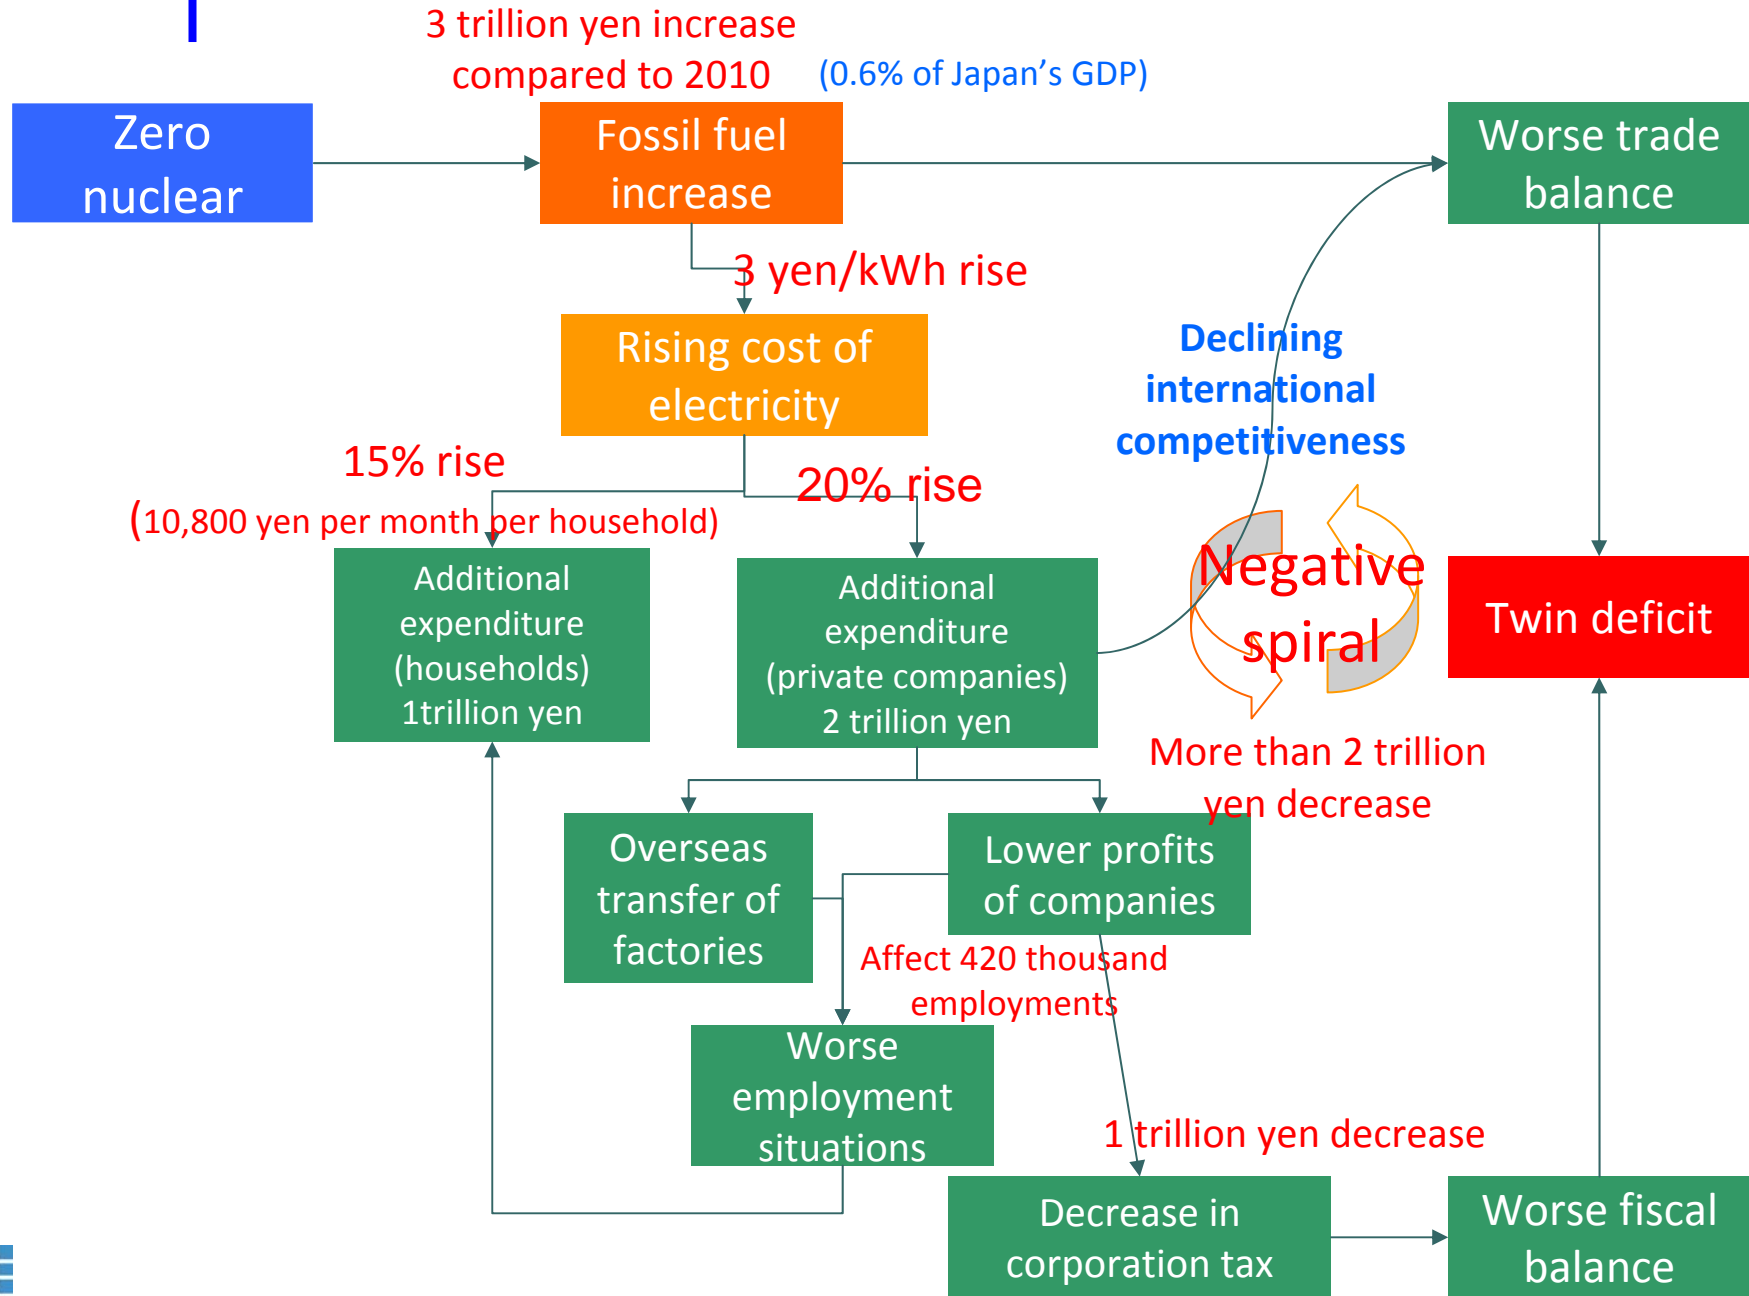 3 trillion yen increase
compared to 2010
(0.6% of Japan's GDP)
Zero
nuclear
Fossil fuel
increase
Worse trade
balance
3 yen/kWh rise
Rising cost of
electricity
Declining
international
competitiveness
15% rise
(10,800 yen per month per household)
20% rise
Additional
expenditure
(households)
1trillion yen
Additional
expenditure
(private companies)
2 trillion yen
Negative
spiral
Twin deficit
More than 2 trillion
yen decrease
Overseas
transfer of
factories
Lower profits
of companies
Affect 420 thousand
employments
Worse
employment
situations
1 trillion yen decrease
Decrease in
corporation tax
Worse fiscal
balance